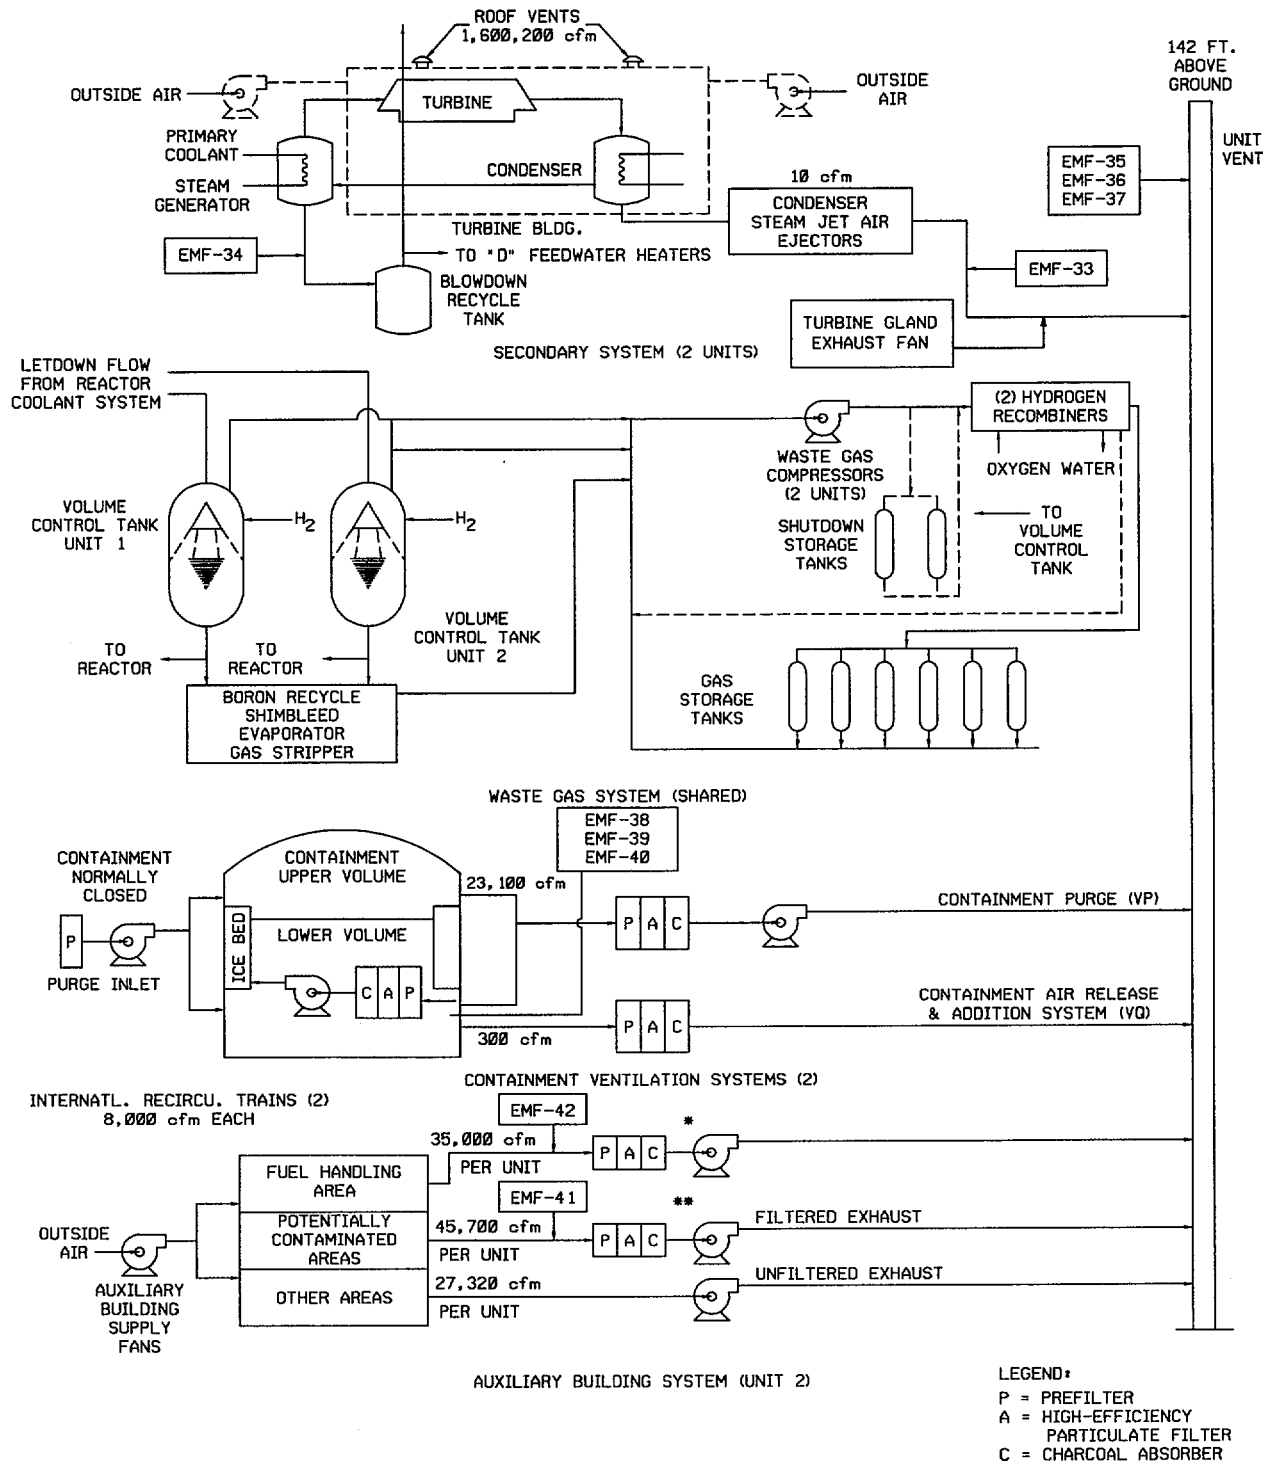 ROOF VENTS
1,600,200 cfm
142 FT.
ABOVE
GROUND
OUTSIDE AIR
TURBINE
OUTSIDE
AIR
PRIMARY
COOLANT
STEAM
GENERATOR
CONDENSER
UNIT
VENT
EMF-35
EMF-36
EMF-37
10 cfm
CONDENSER
STEAM JET AIR
EJECTORS
TURBINE BLDG.
EMF-34
TO "D" FEEDWATER HEATERS
EMF-33
BLOWDOWN
RECYCLE
TANK
TURBINE GLAND
EXHAUST FAN
SECONDARY SYSTEM (2 UNITS)
LETDOWN FLOW
FROM REACTOR
COOLANT SYSTEM
(2) HYDROGEN
RECOMBINERS
WASTE GAS
COMPRESSORS
(2 UNITS)
OXYGEN WATER
VOLUME
CONTROL TANK
UNIT 1
H2
H2
SHUTDOWN
STORAGE
TANKS
TO
VOLUME
CONTROL
TANK
VOLUME
CONTROL TANK
UNIT 2
TO
REACTOR
TO
REACTOR
BORON RECYCLE
SHIMBLEED
EVAPORATOR
GAS STRIPPER
GAS
STORAGE
TANKS
WASTE GAS SYSTEM (SHARED)
EMF-38
EMF-39
EMF-40
CONTAINMENT
NORMALLY
CLOSED
CONTAINMENT
UPPER VOLUME
23,100 cfm
P
PURGE INLET
ICE BED
LOWER VOLUME
C A P
P A C
CONTAINMENT PURGE (VP)
CONTAINMENT AIR RELEASE
& ADDITION SYSTEM (VQ)
300 cfm
P A C
CONTAINMENT VENTILATION SYSTEMS (2)
INTERNATL. RECIRCU. TRAINS (2)
8,000 cfm EACH
EMF-42
35,000 cfm
PER UNIT
P A C
*
FUEL HANDLING
AREA
EMF-41
45,700 cfm
PER UNIT
P A C
**
FILTERED EXHAUST
POTENTIALLY
CONTAMINATED
AREAS
OUTSIDE
AIR
27,320 cfm
PER UNIT
UNFILTERED EXHAUST
OTHER AREAS
AUXILIARY
BUILDING
SUPPLY
FANS
AUXILIARY BUILDING SYSTEM (UNIT 2)
LEGEND:
P = PREFILTER
A = HIGH-EFFICIENCY
PARTICULATE FILTER
C = CHARCOAL ABSORBER